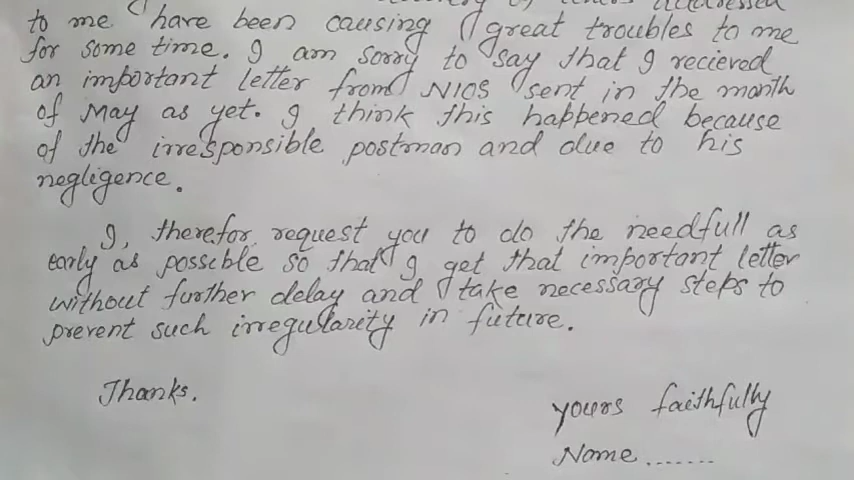 to me have been causing great troubles to me
for some time. I am sorry to say that I recieved
an important letter from NIOS sent in the month
of May as yet. I think this happened because
of the irresponsible postman and due to his
negligence.
I, therefor request you to do the needfull as
early as possible so that I get that important letter
without further delay and take necessary steps to
prevent such irregularity in future.
Thanks.
yours faithfully
Name.......